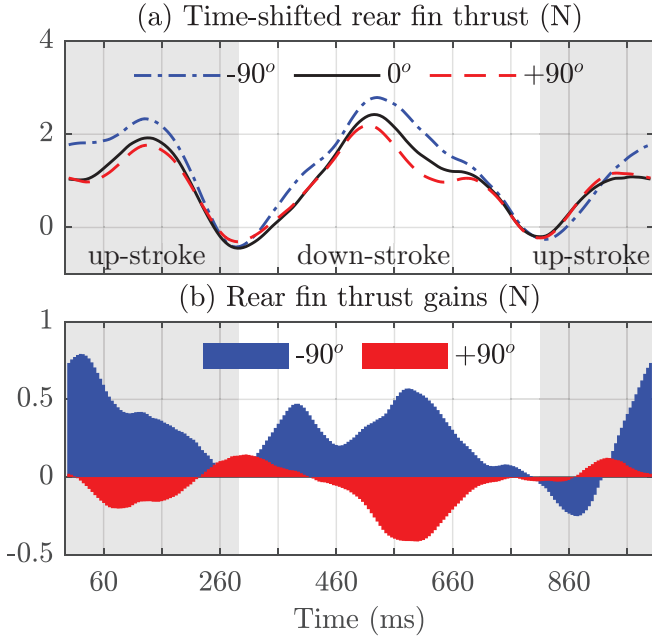 (a) Time-shifted rear fin thrust (N)
4
-90° 0° +90°
2
0
up-stroke down-stroke up-stroke
(b) Rear fin thrust gains (N)
1
-90° +90°
0.5
0
-0.5
60 260 460 660 860
Time (ms)